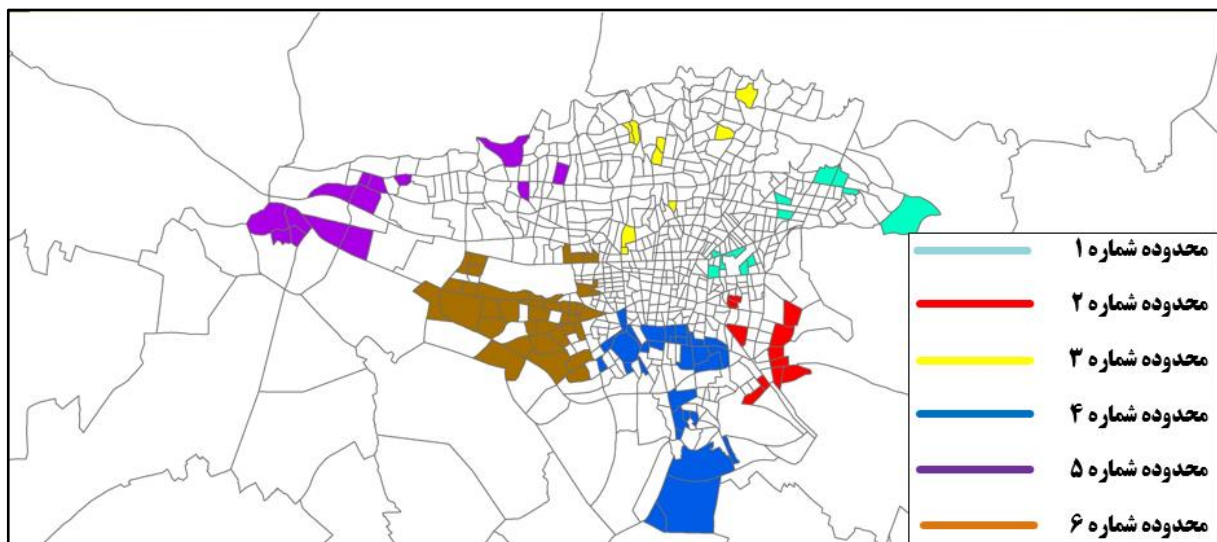 محدوده شماره ۱
محدوده شماره ۲
محدوده شماره ۳
محدوده شماره ۴
محدوده شماره ۵
محدوده شماره ۶